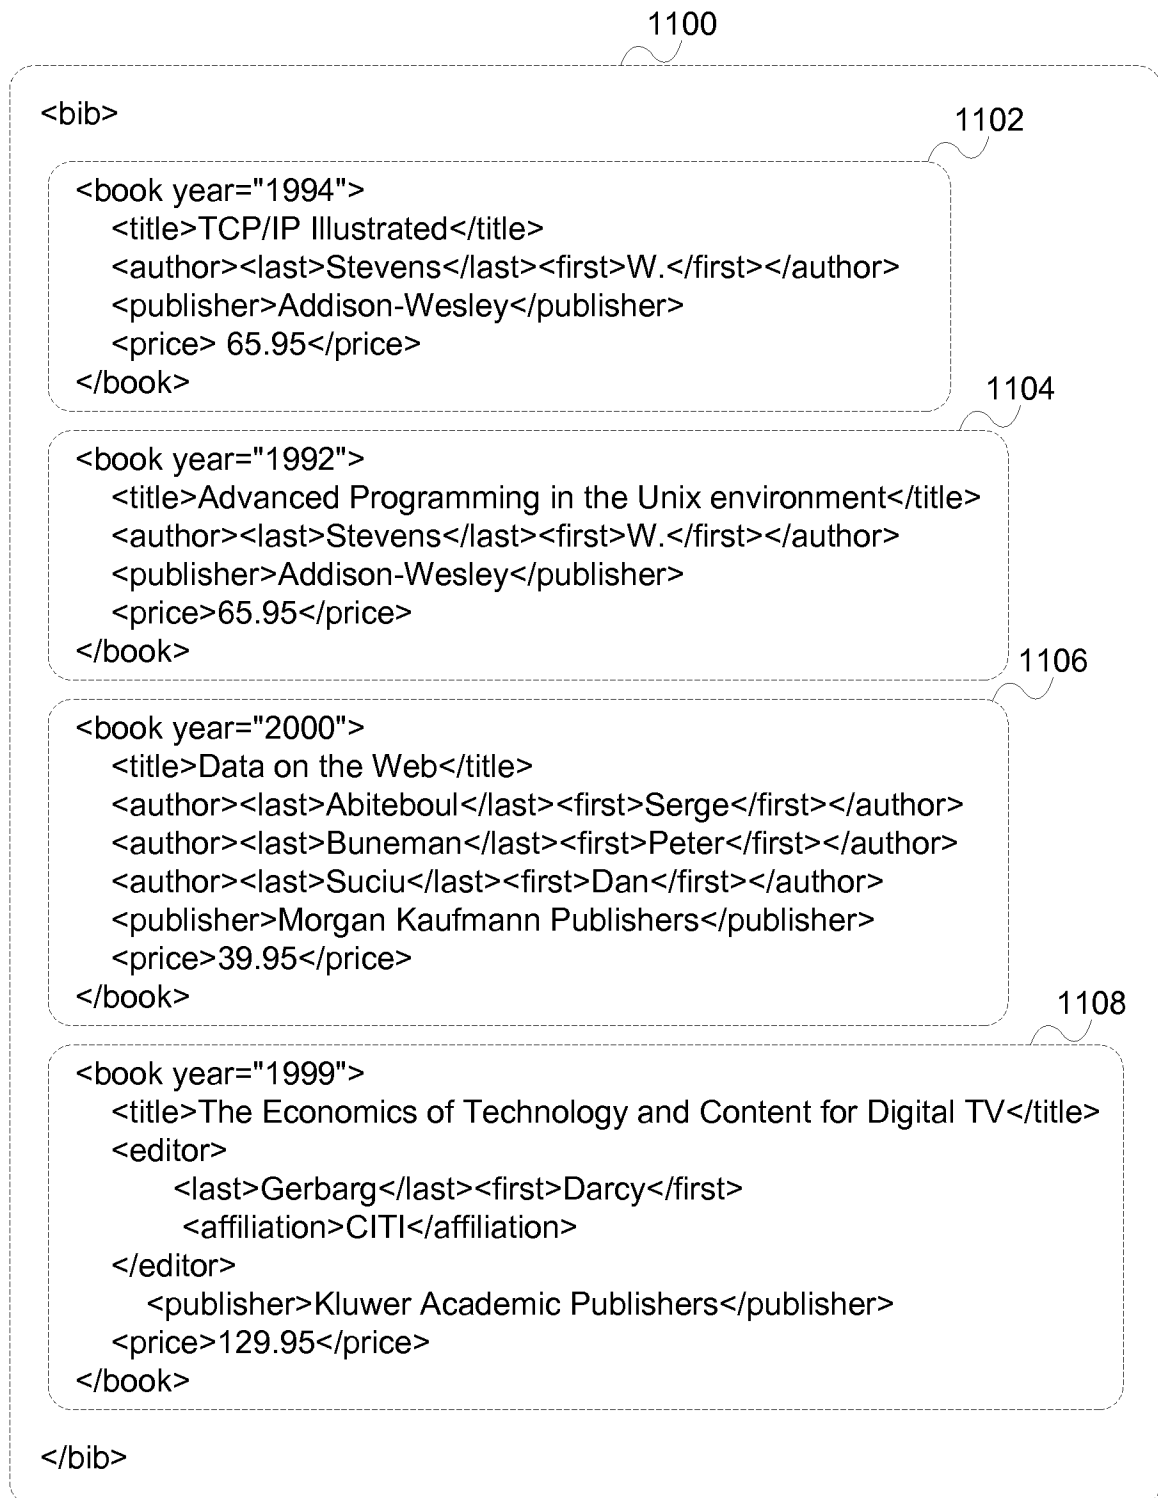 1100
<bib>
1102
<book year="1994">
<title>TCP/IP Illustrated</title>
<author><last>Stevens</last><first>W.</first></author>
<publisher>Addison-Wesley</publisher>
<price> 65.95</price>
</book>
1104
<book year="1992">
<title>Advanced Programming in the Unix environment</title>
<author><last>Stevens</last><first>W.</first></author>
<publisher>Addison-Wesley</publisher>
<price>65.95</price>
</book>
1106
<book year="2000">
<title>Data on the Web</title>
<author><last>Abiteboul</last><first>Serge</first></author>
<author><last>Buneman</last><first>Peter</first></author>
<author><last>Suciu</last><first>Dan</first></author>
<publisher>Morgan Kaufmann Publishers</publisher>
<price>39.95</price>
</book>
1108
<book year="1999">
<title>The Economics of Technology and Content for Digital TV</title>
<editor>
<last>Gerbarg</last><first>Darcy</first>
<affiliation>CITI</affiliation>
</editor>
<publisher>Kluwer Academic Publishers</publisher>
<price>129.95</price>
</book>
</bib>